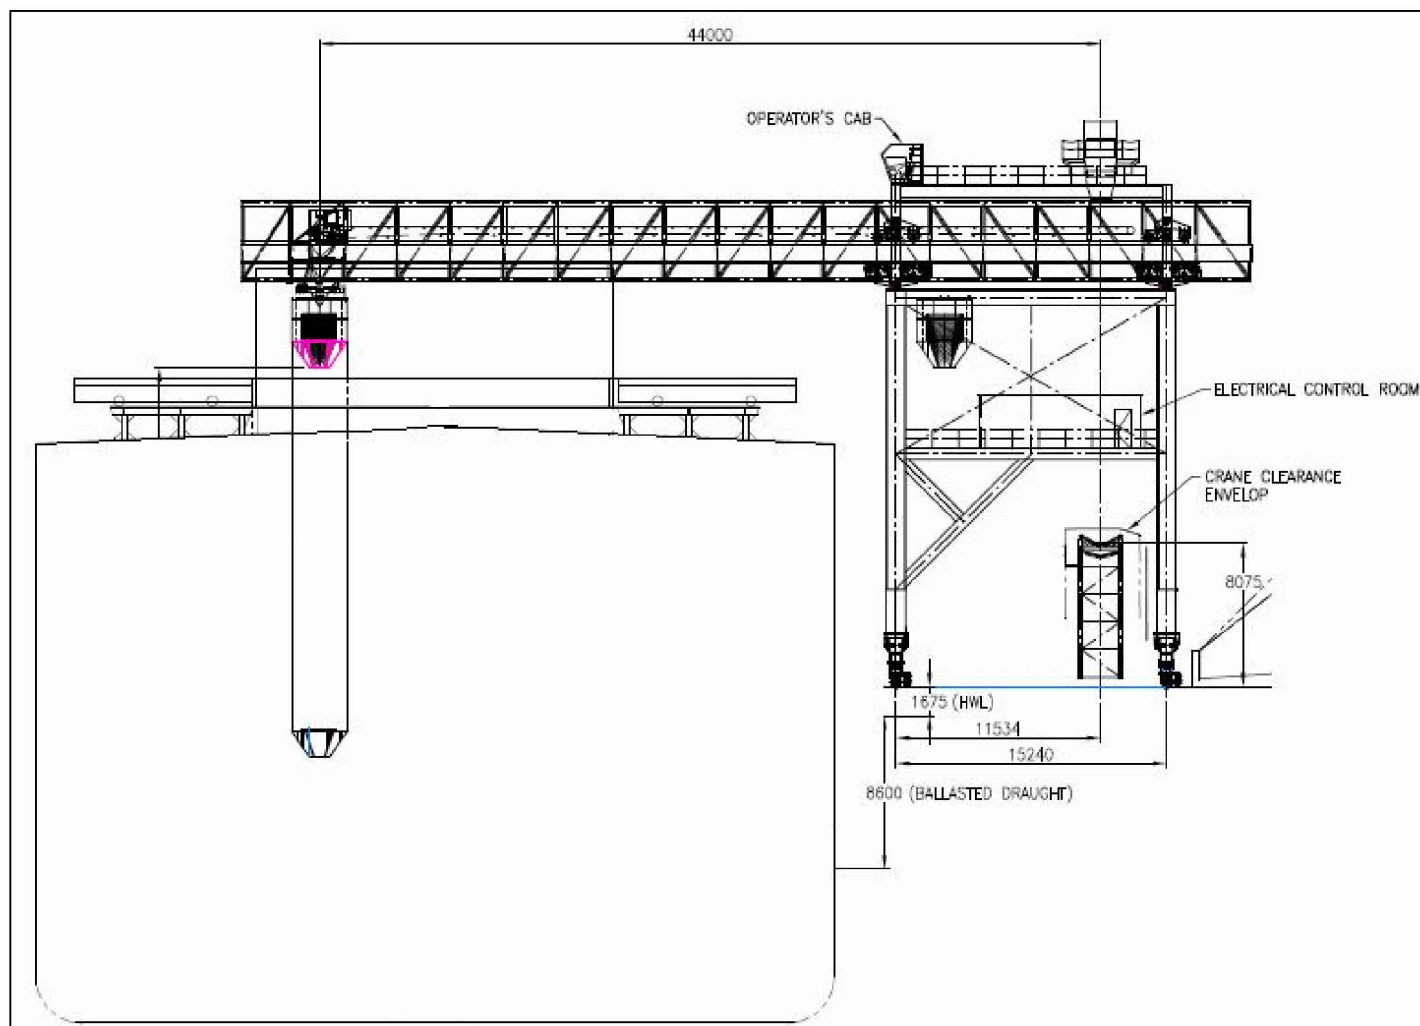 44000
OPERATOR'S CAB
ELECTRICAL CONTROL ROOM
CRANE CLEARANCE
ENVELOP
8075
1675 (HWL)
11534
15240
8600 (BALLASTED DRAUGHT)